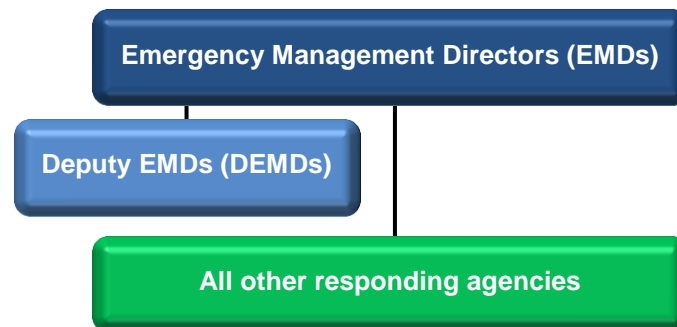 Emergency Management Directors (EMDs)
Deputy EMDs (DEMDs)
All other responding agencies